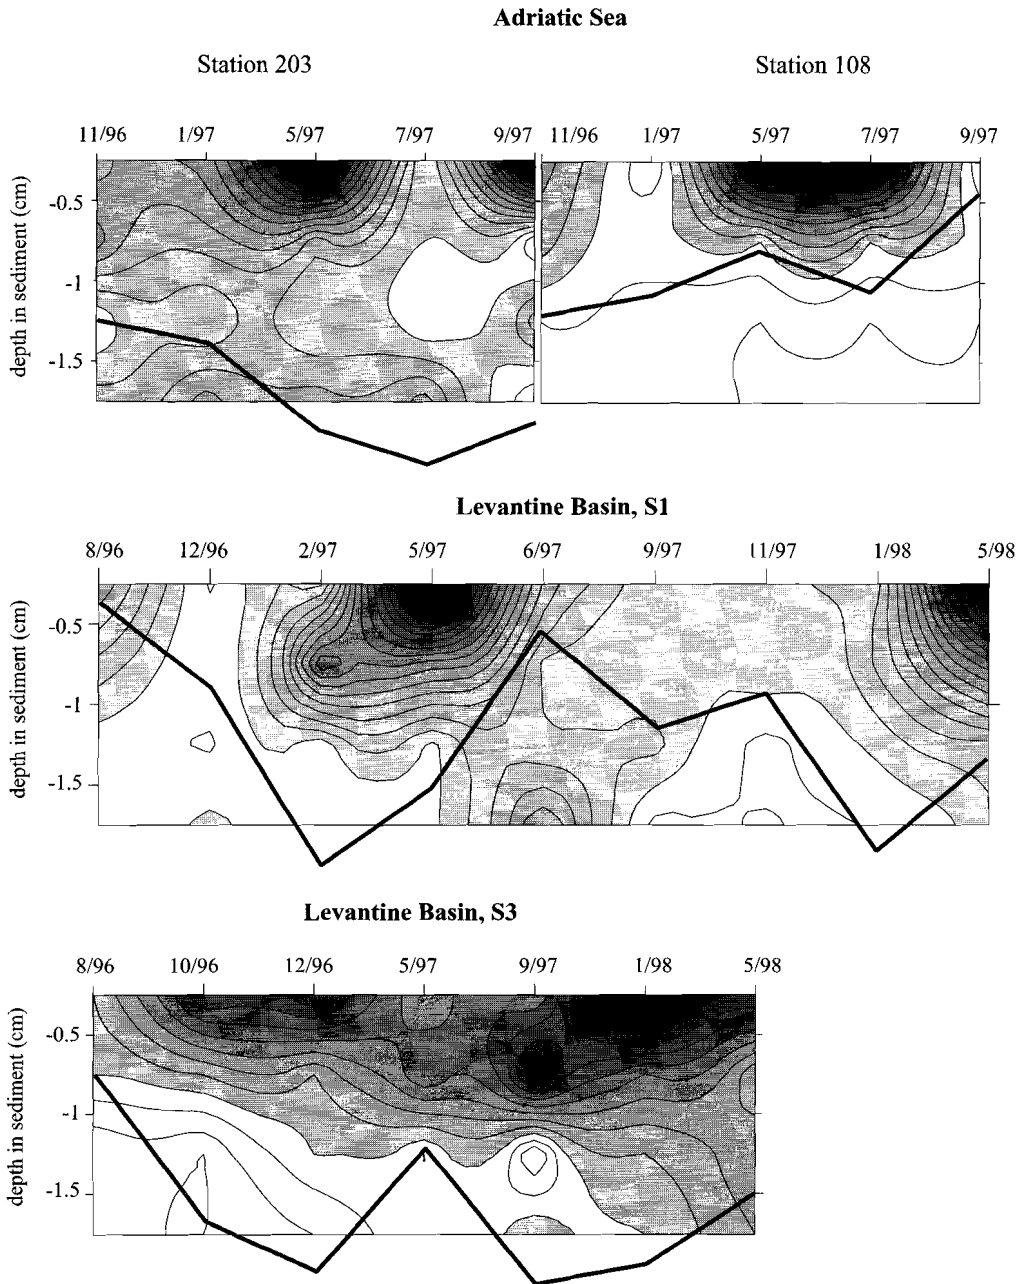 Adriatic Sea
Station 203
Station 108
11/96 1/97 5/97 7/97 9/97
11/96 1/97 5/97 7/97 9/97
depth in sediment (cm)
-0.5
-1
-1.5
Levantine Basin, S1
8/96 12/96 2/97 5/97 6/97 9/97 11/97 1/98 5/98
depth in sediment (cm)
-0.5
-1
-1.5
Levantine Basin, S3
8/96 10/96 12/96 5/97 9/97 1/98 5/98
depth in sediment (cm)
-0.5
-1
-1.5